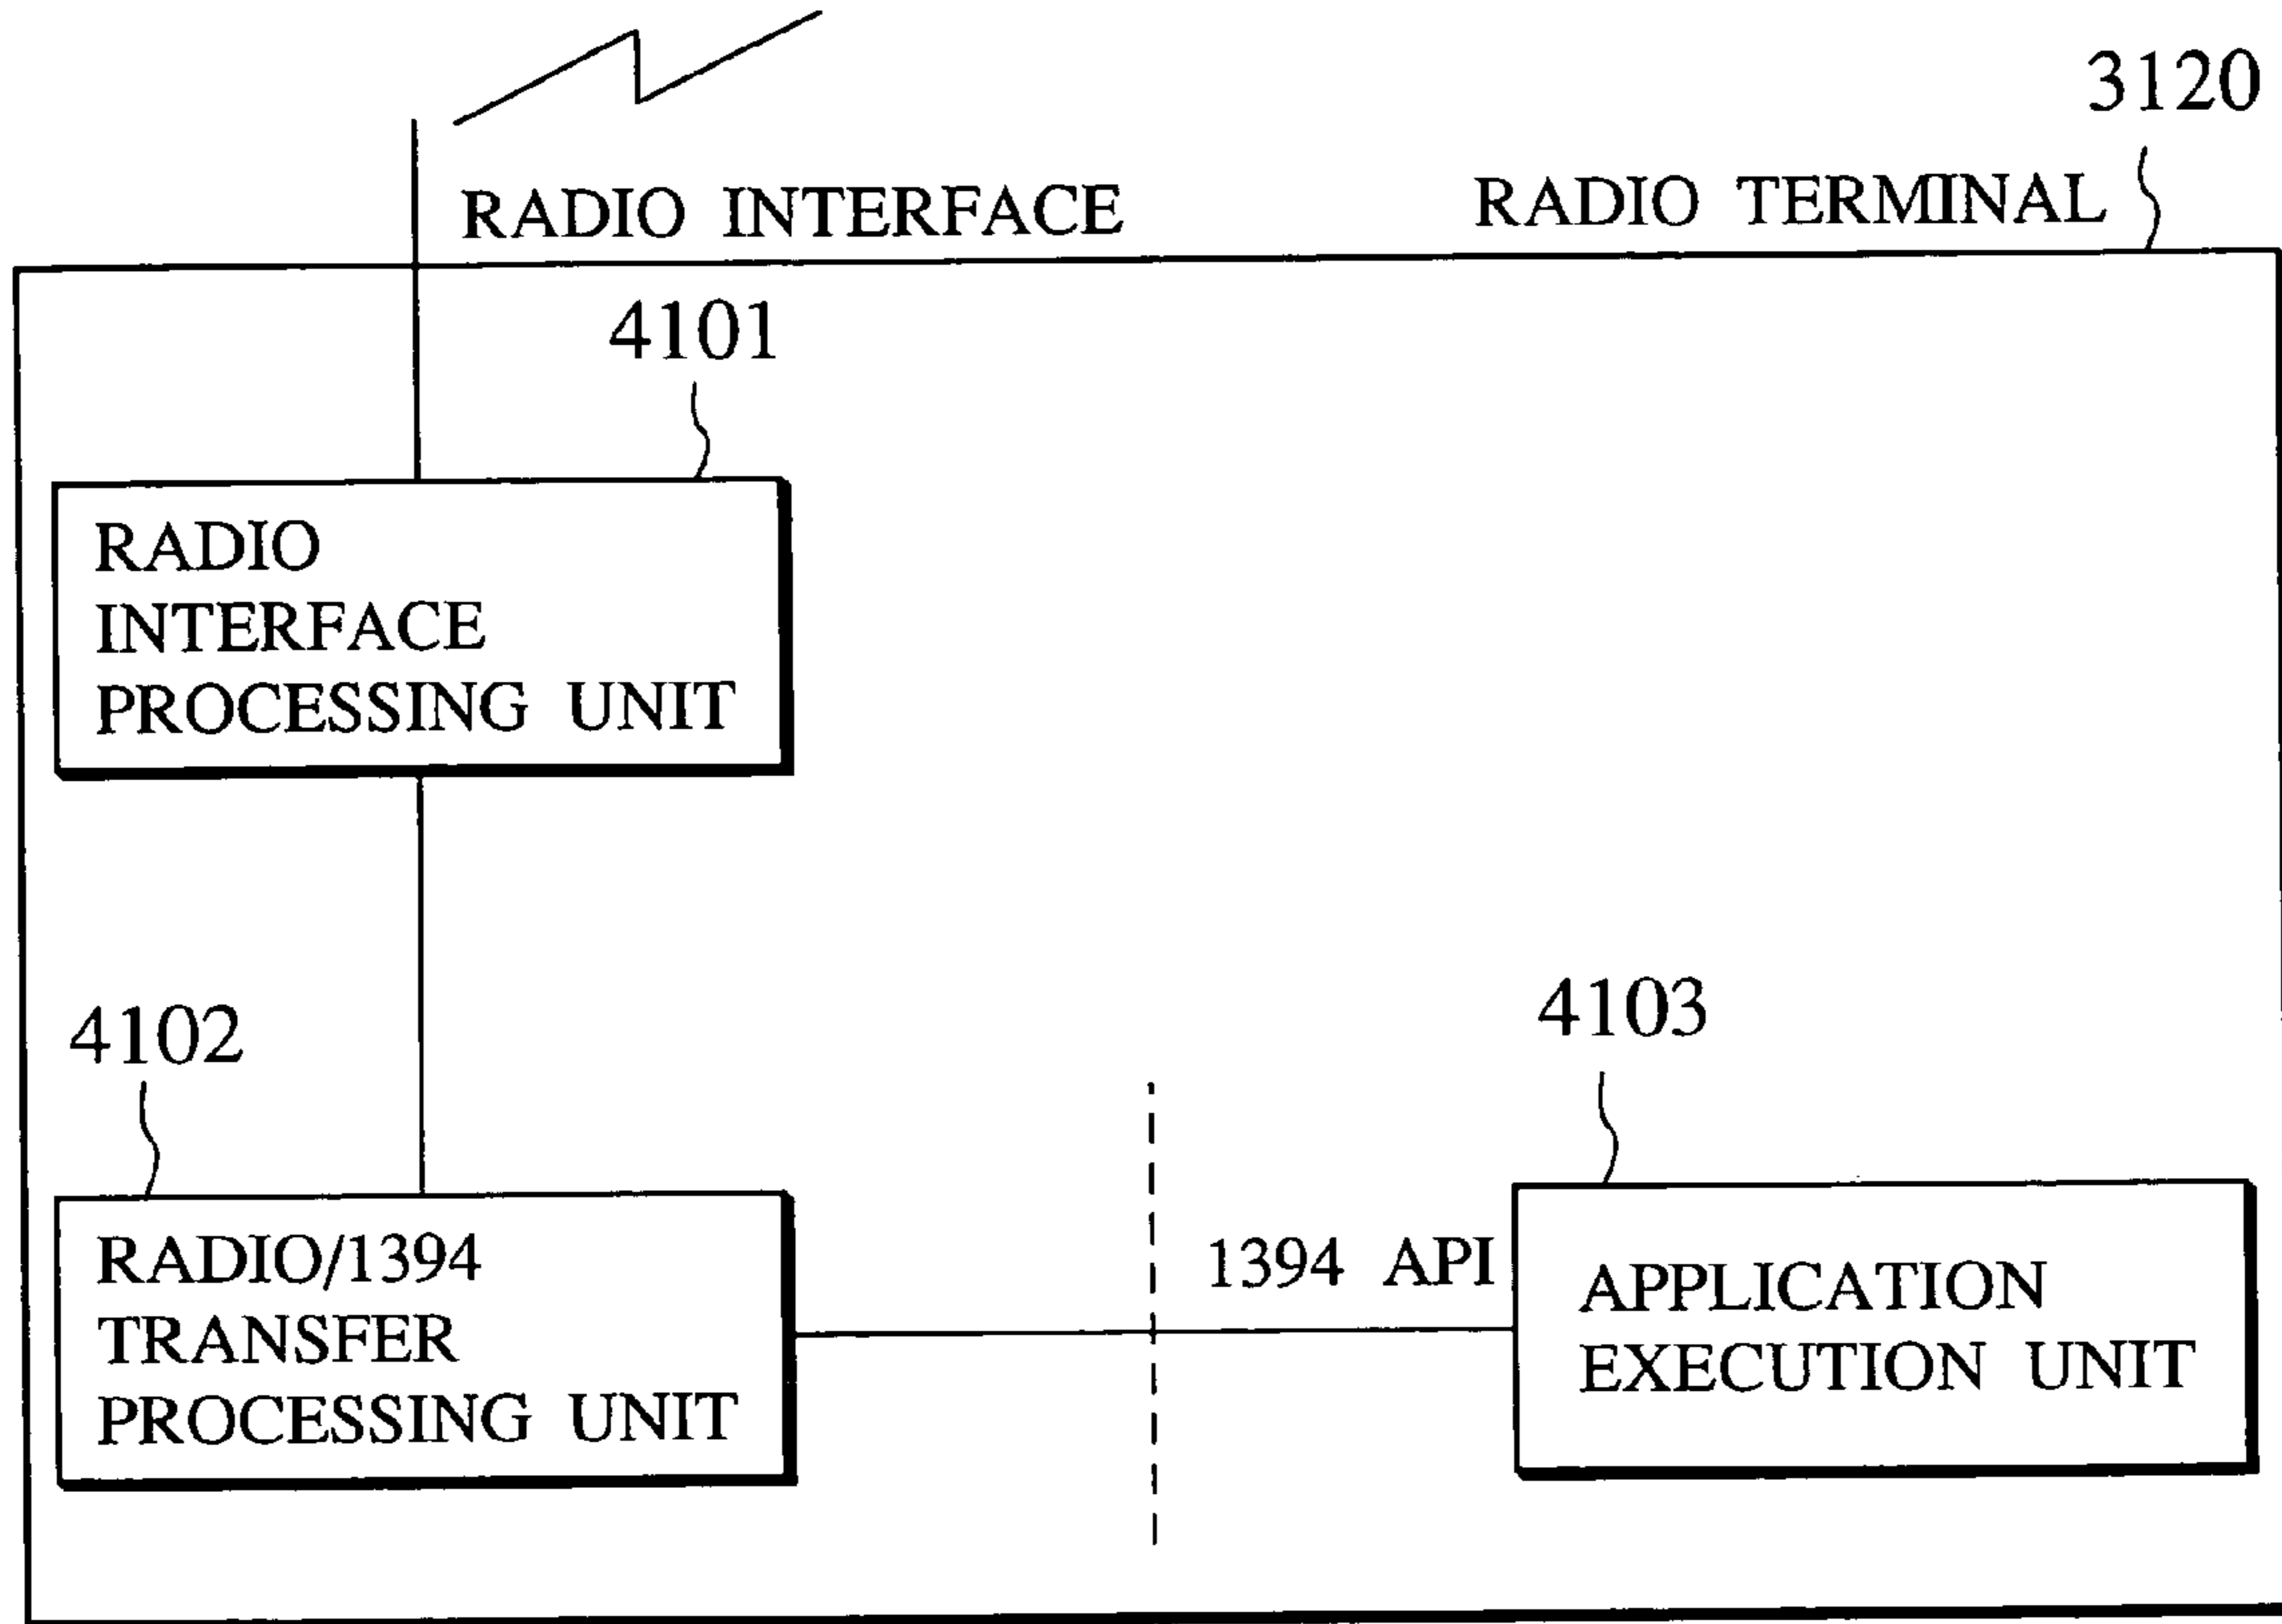 3120
RADIO INTERFACE
RADIO TERMINAL
4101
RADIO
INTERFACE
PROCESSING UNIT
4102
4103
RADIO/1394
TRANSFER
PROCESSING UNIT
1394 API
APPLICATION
EXECUTION UNIT